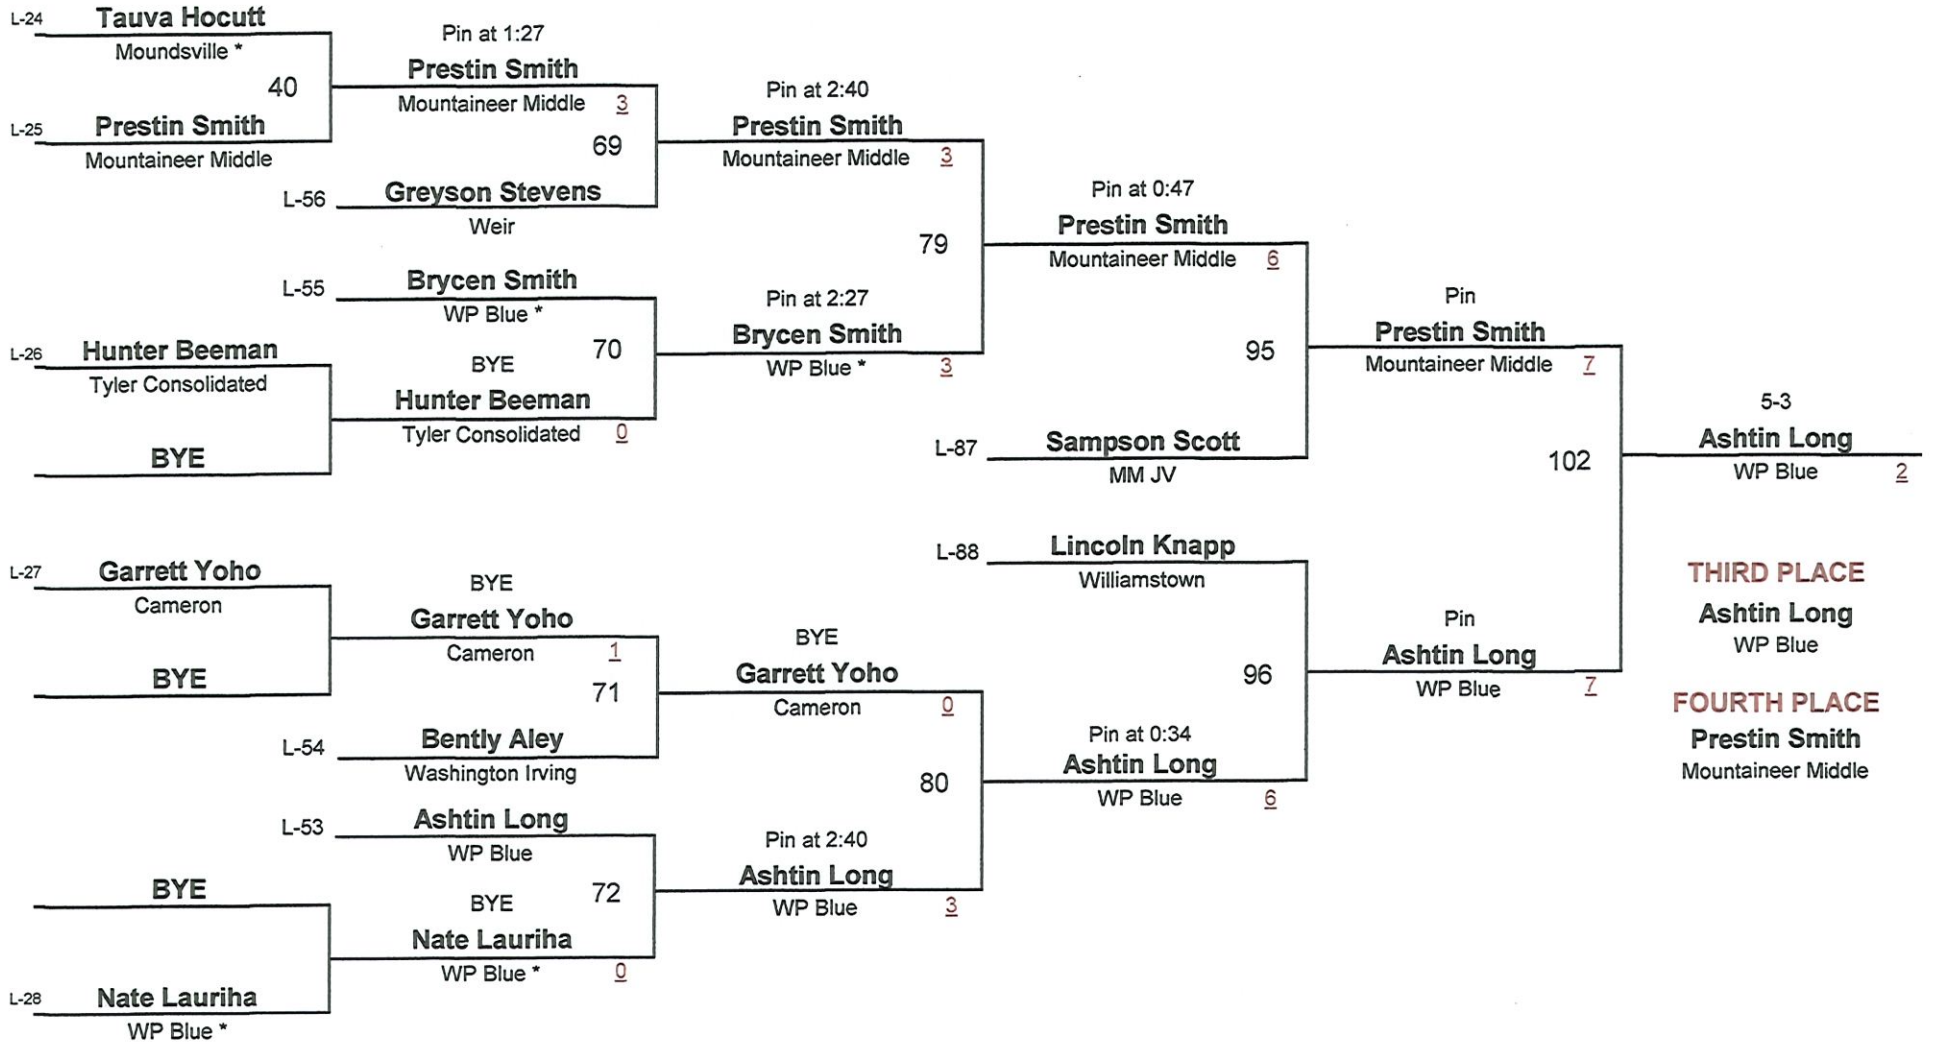 L-24 Tauva Hocutt
Moundsville *
40
L-25 Prestin Smith
Mountaineer Middle
Pin at 1:27
Prestin Smith
Mountaineer Middle 3
69
L-56 Greyson Stevens
Weir
L-55 Brycen Smith
WP Blue *
70
L-26 Hunter Beeman
Tyler Consolidated
BYE
BYE
Hunter Beeman
Tyler Consolidated 0
Pin at 2:40
Prestin Smith
Mountaineer Middle 3
79
Pin at 2:27
Brycen Smith
WP Blue * 3
Pin at 0:47
Prestin Smith
Mountaineer Middle 6
95
L-87 Sampson Scott
MM JV
Pin
Prestin Smith
Mountaineer Middle 7
102
5-3
Ashtin Long
WP Blue 2
L-27 Garrett Yoho
Cameron
BYE
BYE
Garrett Yoho
Cameron 1
71
L-54 Bently Aley
Washington Irving
L-53 Ashtin Long
WP Blue
72
BYE
L-28 Nate Lauriha
WP Blue *
BYE
Nate Lauriha
WP Blue * 0
BYE
Garrett Yoho
Cameron 0
80
Pin at 2:40
Ashtin Long
WP Blue 3
L-88 Lincoln Knapp
Williamstown
96
Pin at 0:34
Ashtin Long
WP Blue 6
Pin
Ashtin Long
WP Blue 7
THIRD PLACE
Ashtin Long
WP Blue
FOURTH PLACE
Prestin Smith
Mountaineer Middle